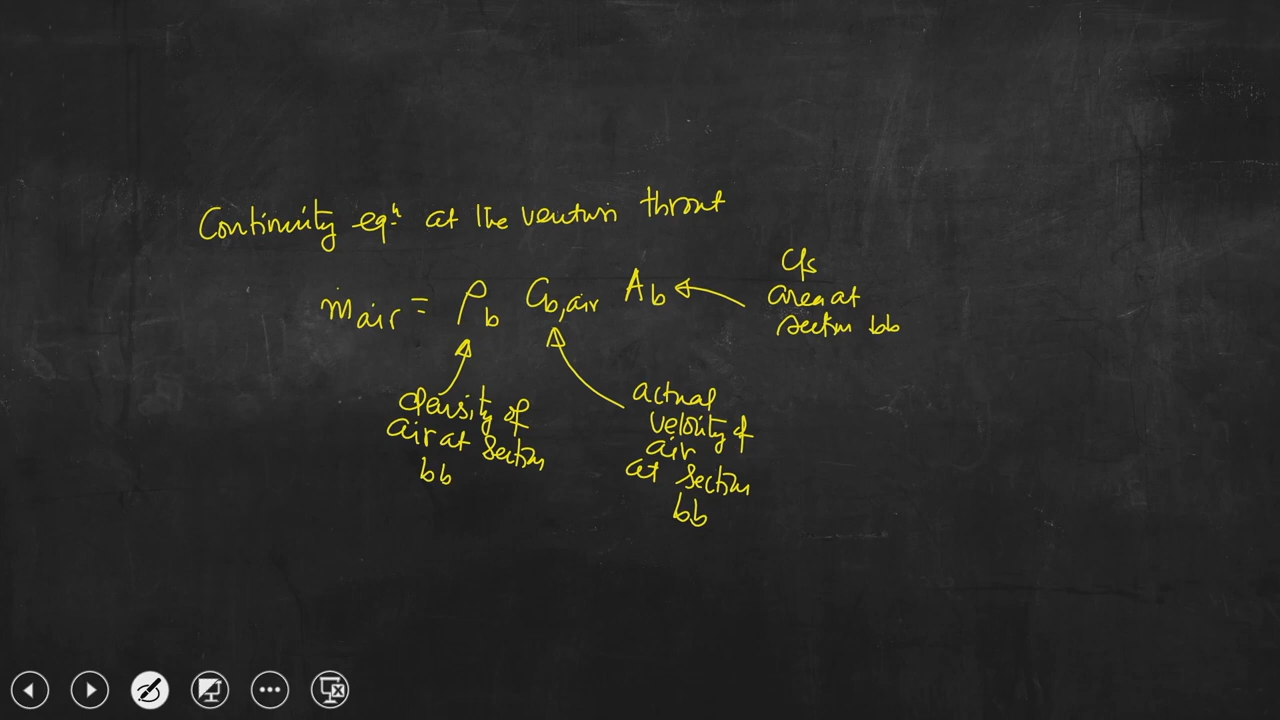 Continuity eqⁿ at the venturi throat
ṁair = ρb Cb,air Ab
C/s
area at
section bb
density of
air at section
bb
actual
velocity of
air
at section
bb